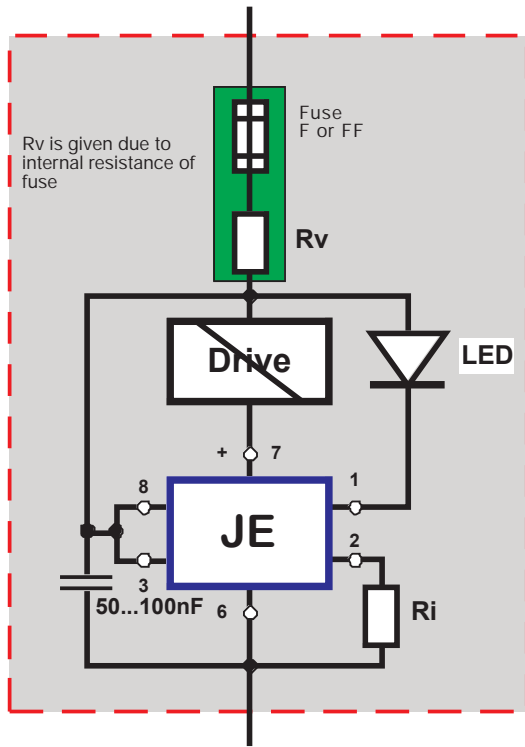 Fuse
F or FF
Rv is given due to
internal resistance of
fuse
Rv
Drive
LED
+ 7
8
1
JE
2
3
50...100nF
6
Ri